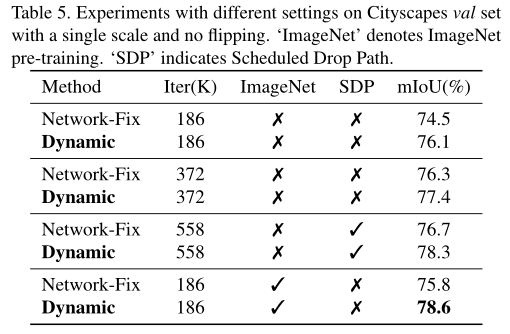 Table 5. Experiments with different settings on Cityscapes val set
with a single scale and no flipping. ‘ImageNet’ denotes ImageNet
pre-training. ‘SDP’ indicates Scheduled Drop Path.
Method Iter(K) ImageNet SDP mIoU(%)
Network-Fix 186 ✗ ✗ 74.5
Dynamic 186 ✗ ✗ 76.1
Network-Fix 372 ✗ ✗ 76.3
Dynamic 372 ✗ ✗ 77.4
Network-Fix 558 ✗ ✓ 76.7
Dynamic 558 ✗ ✓ 78.3
Network-Fix 186 ✓ ✗ 75.8
Dynamic 186 ✓ ✗ 78.6